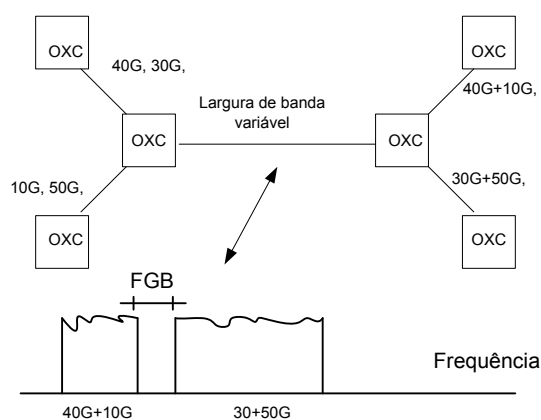 OXC
OXC
40G, 30G,
40G+10G,
Largura de banda
variável
OXC
OXC
10G, 50G,
30G+50G,
OXC
OXC
FGB
Frequência
40G+10G
30+50G